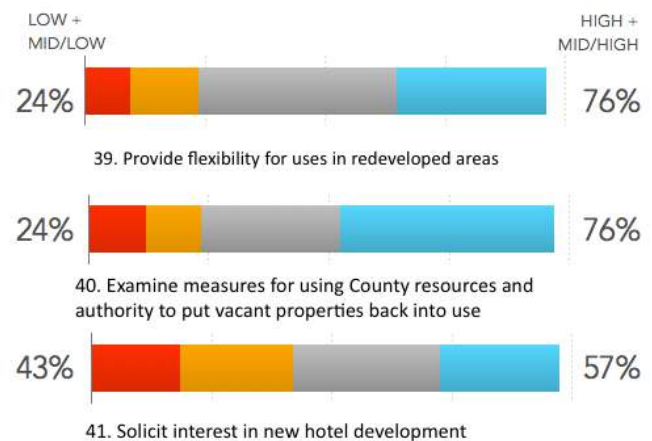 LOW +
MID/LOW
HIGH +
MID/HIGH
24%
76%
39. Provide flexibility for uses in redeveloped areas
24%
76%
40. Examine measures for using County resources and
authority to put vacant properties back into use
43%
57%
41. Solicit interest in new hotel development